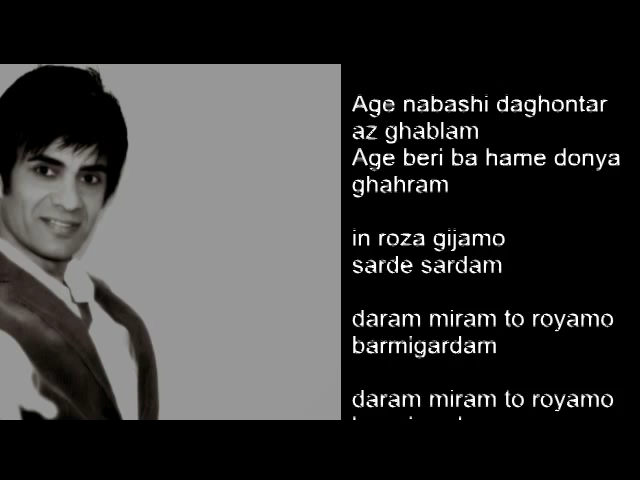 Age nabashi daghontar
az ghablam
Age beri ba hame donya
ghahram
in roza gijamo
sarde sardam
daram miram to royamo
barmigardam
daram miram to royamo